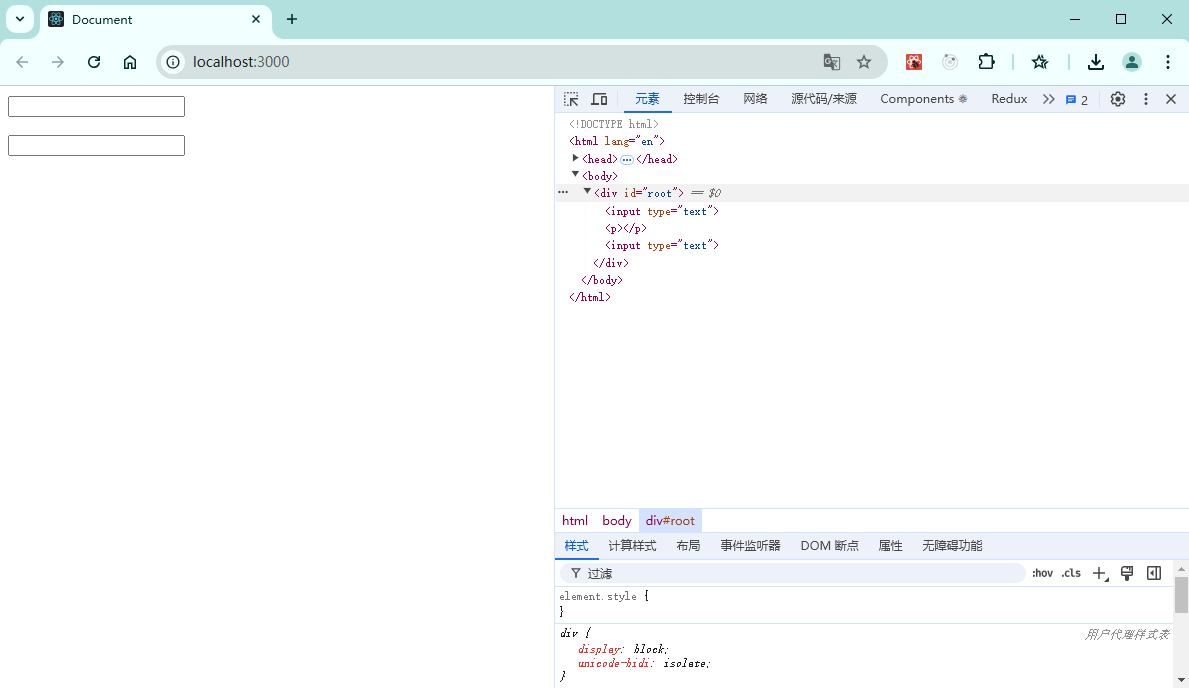 Document
localhost:3000
元素 控制台 网络 源代码/来源 Components Redux 2
<!DOCTYPE html>
<html lang="en">
<head> ••• </head>
<body>
••• <div id="root"> == $0
<input type="text">
<p></p>
<input type="text">
</div>
</body>
</html>
html body div#root
样式 计算样式 布局 事件监听器 DOM 断点 属性 无障碍功能
过滤 :hov .cls
element.style {
}
div { 用户代理样式表
display: block;
unicode-bidi: isolate;
}